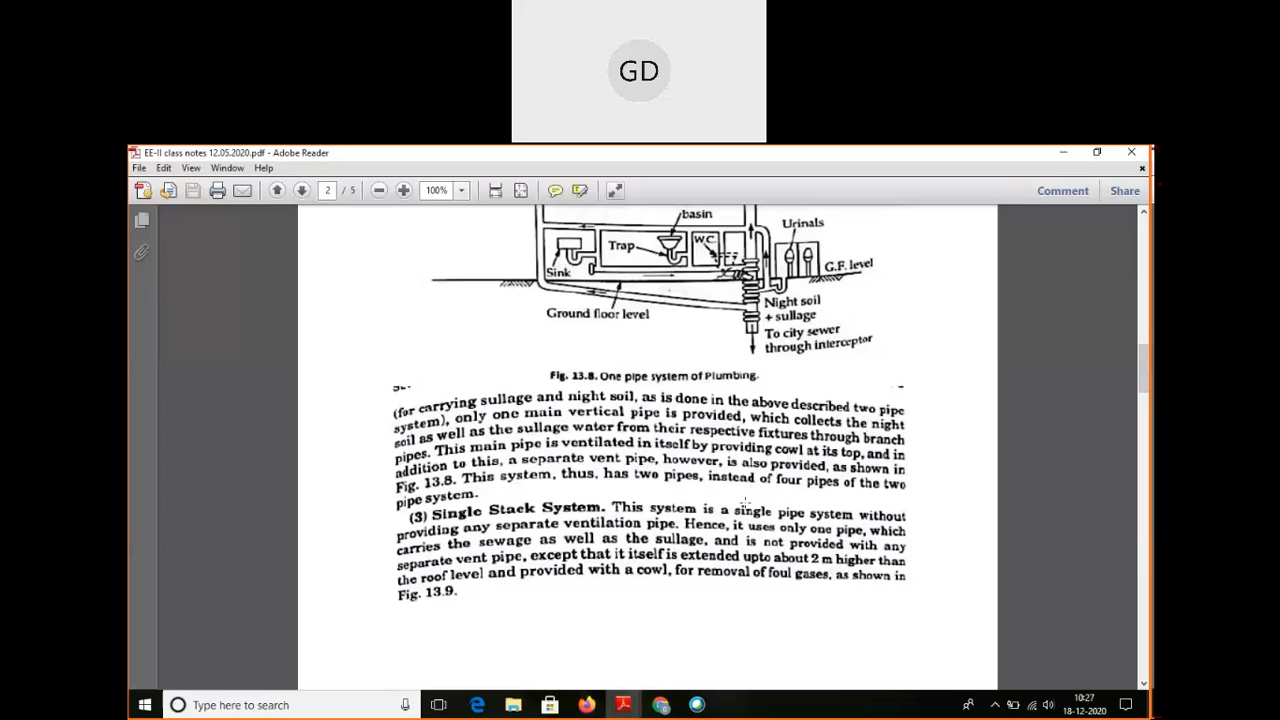 GD
EE-II class notes 12.05.2020.pdf - Adobe Reader
File Edit View Window Help
2 / 5 100% Comment Share
basin
Urinals
Trap
W.C.
Sink
G.F. level
Ground floor level
Night soil
+ sullage
To city sewer
through interceptor
Fig. 13.8. One pipe system of Plumbing.
(for carrying sullage and night soil, as is done in the above described two pipe
system), only one main vertical pipe is provided, which collects the night
soil as well as the sullage water from their respective fixtures through branch
pipes. This main pipe is ventilated in itself by providing cowl at its top, and in
addition to this, a separate vent pipe, however, is also provided, as shown in
Fig. 13.8. This system, thus, has two pipes, instead of four pipes of the two
pipe system.
(3) Single Stack System. This system is a single pipe system without
providing any separate ventilation pipe. Hence, it uses only one pipe, which
carries the sewage as well as the sullage, and is not provided with any
separate vent pipe, except that it itself is extended upto about 2 m higher than
the roof level and provided with a cowl, for removal of foul gases, as shown in
Fig. 13.9.
Type here to search
10:27
18-12-2020